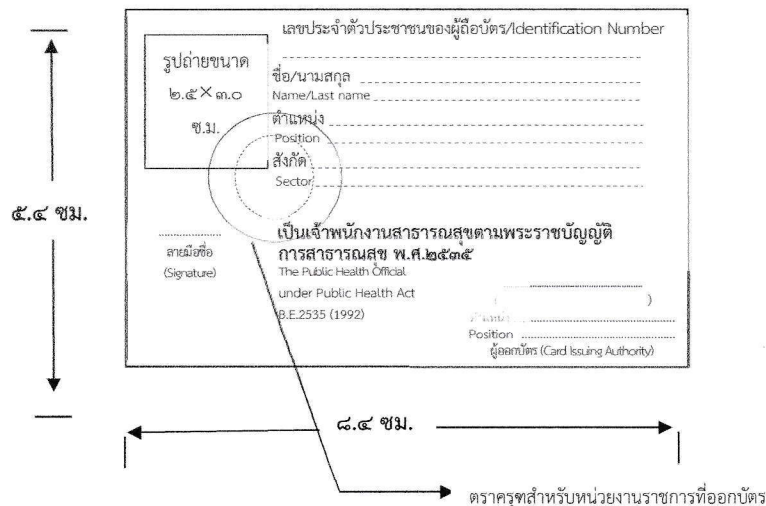 เลขประจำตัวประชาชนของผู้ถือบัตร/Identification Number
รูปถ่ายขนาด
๒.๕×๓.๐
ซ.ม.
ชื่อ/นามสกุล
Name/Last name
ตำแหน่ง
Position
สังกัด
Sector
๕.๔ ซม.
ลายมือชื่อ
(Signature)
เป็นเจ้าพนักงานสาธารณสุขตามพระราชบัญญัติ
การสาธารณสุข พ.ศ.๒๕๓๕
The Public Health Official
under Public Health Act
B.E.2535 (1992)
( )
ตำแหน่ง
Position
ผู้ออกบัตร (Card Issuing Authority)
๘.๔ ซม.
ตราครุฑสำหรับหน่วยงานราชการที่ออกบัตร